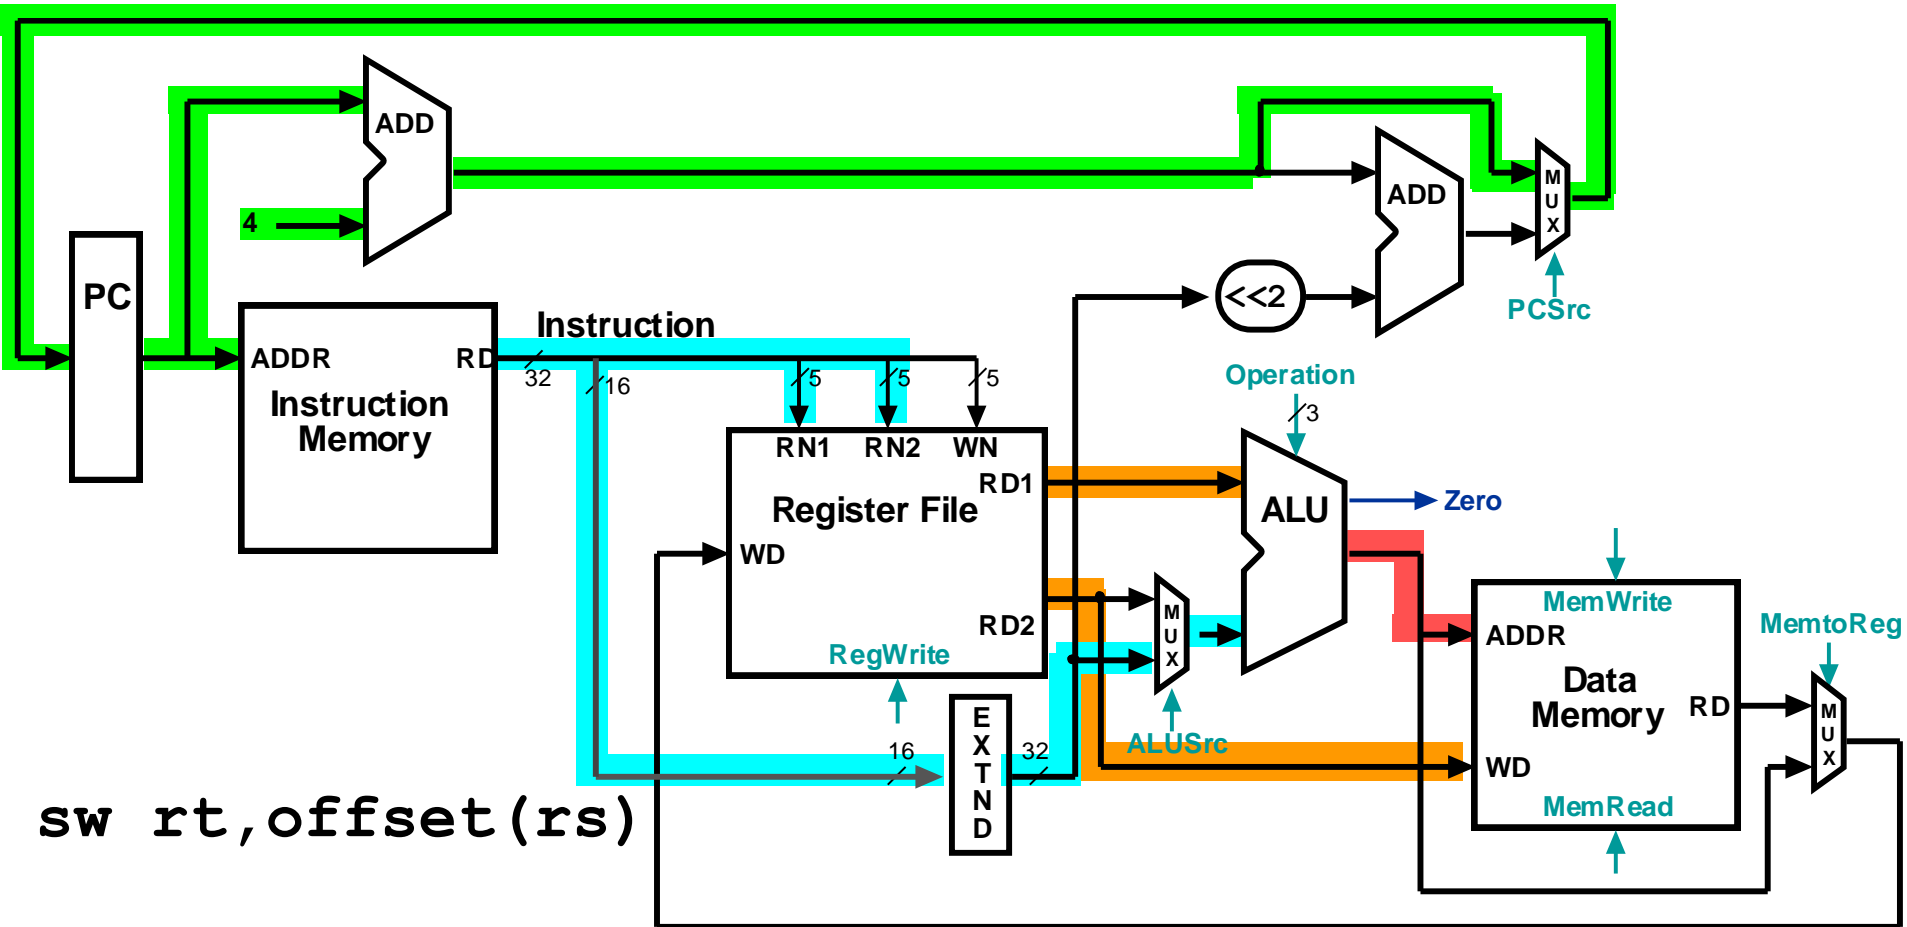 ADD
4
ADD
M
U
X
PC
<<2
PCSrc
Instruction
ADDR
RD
32
16
5
5
5
Operation
3
Instruction
Memory
RN1
RN2
WN
RD1
Register File
ALU
Zero
WD
RD2
RegWrite
M
U
X
ALUSrc
MemWrite
ADDR
MemtoReg
Data
Memory
RD
M
U
X
WD
MemRead
E
X
T
N
D
16
32
sw rt,offset(rs)